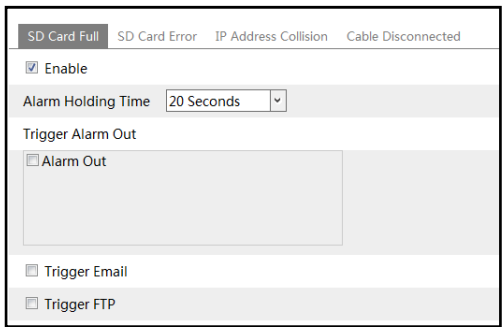 SD Card Full SD Card Error IP Address Collision Cable Disconnected
Enable
Alarm Holding Time 20 Seconds
Trigger Alarm Out
Alarm Out
Trigger Email
Trigger FTP